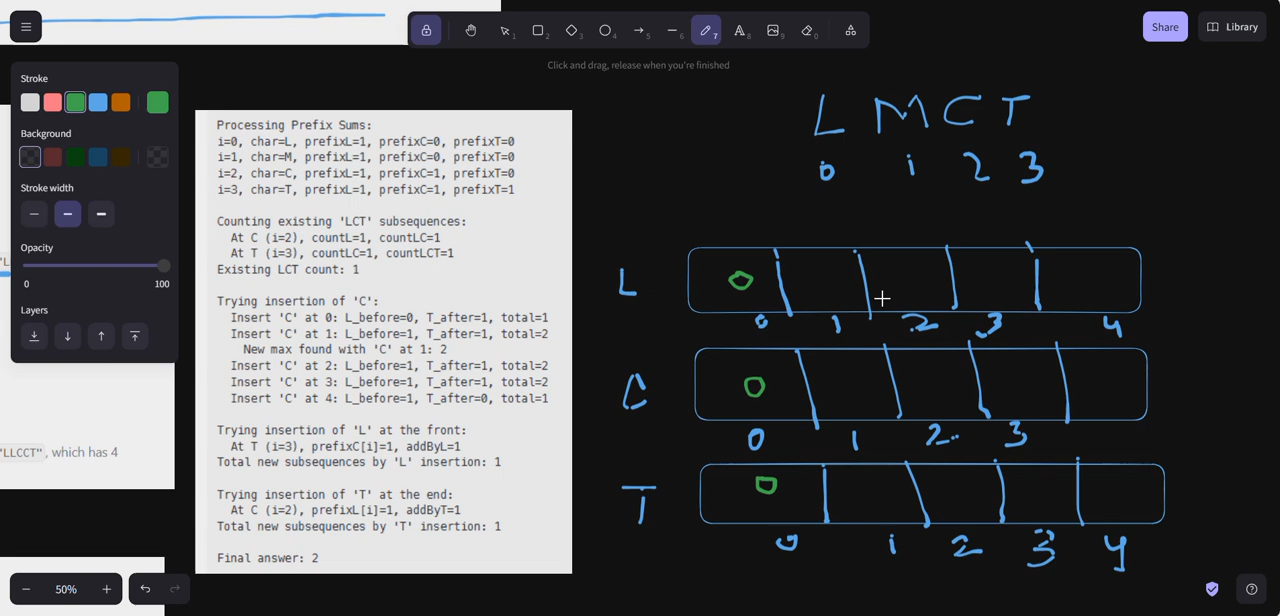 Share
Library
1
2
3
4
5
6
A
7
8
9
0
Click and drag, release when you're finished
Stroke
Background
Stroke width
Opacity
0 100
Layers
"L
"LLCCT", which has 4
50%
Processing Prefix Sums:
i=0, char=L, prefixL=1, prefixC=0, prefixT=0
i=1, char=M, prefixL=1, prefixC=0, prefixT=0
i=2, char=C, prefixL=1, prefixC=1, prefixT=0
i=3, char=T, prefixL=1, prefixC=1, prefixT=1
Counting existing 'LCT' subsequences:
At C (i=2), countL=1, countLC=1
At T (i=3), countLC=1, countLCT=1
Existing LCT count: 1
Trying insertion of 'C':
Insert 'C' at 0: L_before=0, T_after=1, total=1
Insert 'C' at 1: L_before=1, T_after=1, total=2
New max found with 'C' at 1: 2
Insert 'C' at 2: L_before=1, T_after=1, total=2
Insert 'C' at 3: L_before=1, T_after=1, total=2
Insert 'C' at 4: L_before=1, T_after=0, total=1
Trying insertion of 'L' at the front:
At T (i=3), prefixC[i]=1, addByL=1
Total new subsequences by 'L' insertion: 1
Trying insertion of 'T' at the end:
At C (i=2), prefixL[i]=1, addByT=1
Total new subsequences by 'T' insertion: 1
Final answer: 2
L M C T
0 1 2 3
L 0
0 1 2 3 4
C 0
0 1 2 3
T 0
0 1 2 3 4